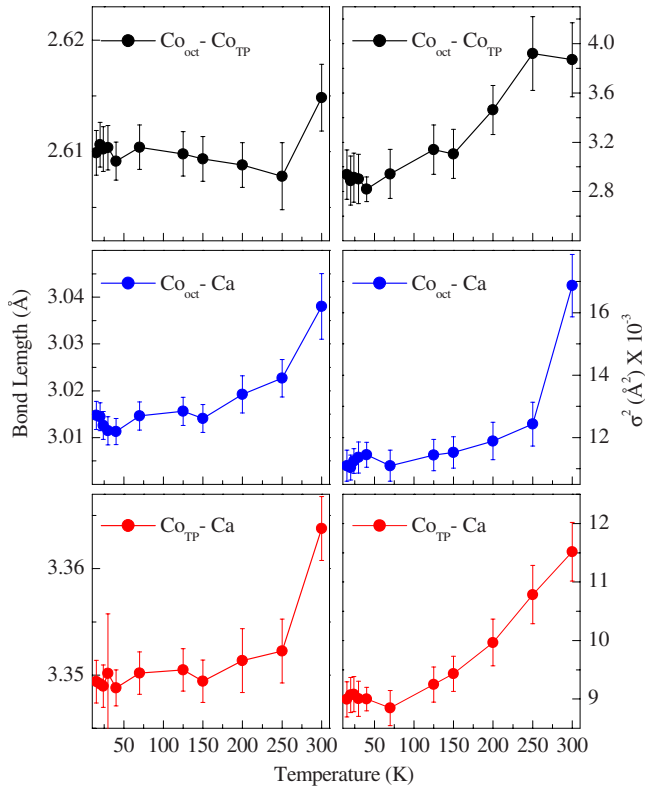 2.62
2.61
Co_oct - Co_TP
Co_oct - Co_TP
4.0
3.6
3.2
2.8
3.04
3.03
3.02
3.01
Co_oct - Ca
Co_oct - Ca
16
14
12
11
Bond Length (Å)
σ² (Å²) X 10⁻³
3.36
3.35
Co_TP - Ca
Co_TP - Ca
12
11
10
9
50 100 150 200 250 300 50 100 150 200 250 300
Temperature (K)